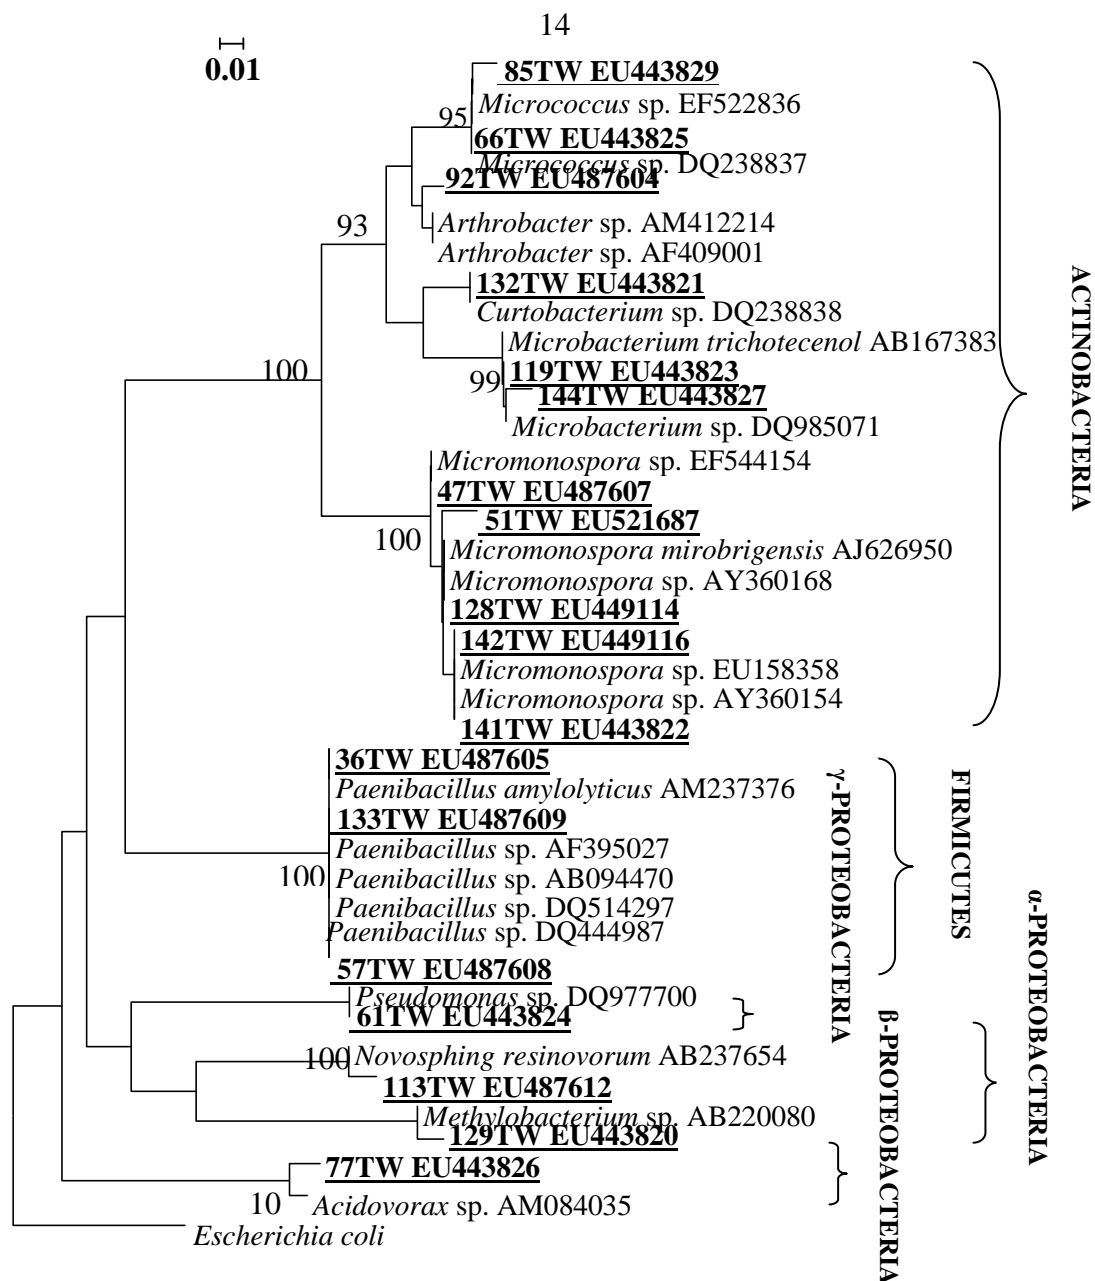 14
0.01
85TW EU443829
Micrococcus sp. EF522836
95
66TW EU443825
Micrococcus sp. DQ238837
92TW EU487604
93
Arthrobacter sp. AM412214
Arthrobacter sp. AF409001
132TW EU443821
Curtobacterium sp. DQ238838
Microbacterium trichotecenol AB167383
100
119TW EU443823
99
144TW EU443827
Microbacterium sp. DQ985071
ACTINOBACTERIA
Micromonospora sp. EF544154
47TW EU487607
51TW EU521687
100
Micromonospora mirobrigensis AJ626950
Micromonospora sp. AY360168
128TW EU449114
142TW EU449116
Micromonospora sp. EU158358
Micromonospora sp. AY360154
141TW EU443822
36TW EU487605
Paenibacillus amylolyticus AM237376
133TW EU487609
Paenibacillus sp. AF395027
100
Paenibacillus sp. AB094470
Paenibacillus sp. DQ514297
Paenibacillus sp. DQ444987
57TW EU487608
FIRMICUTES
γ-PROTEOBACTERIA
Pseudomonas sp. DQ977700
61TW EU443824
100
Novosphing resinovorum AB237654
113TW EU487612
Methylobacterium sp. AB220080
129TW EU443820
α-PROTEOBACTERIA
β-PROTEOBACTERIA
77TW EU443826
10
Acidovorax sp. AM084035
Escherichia coli